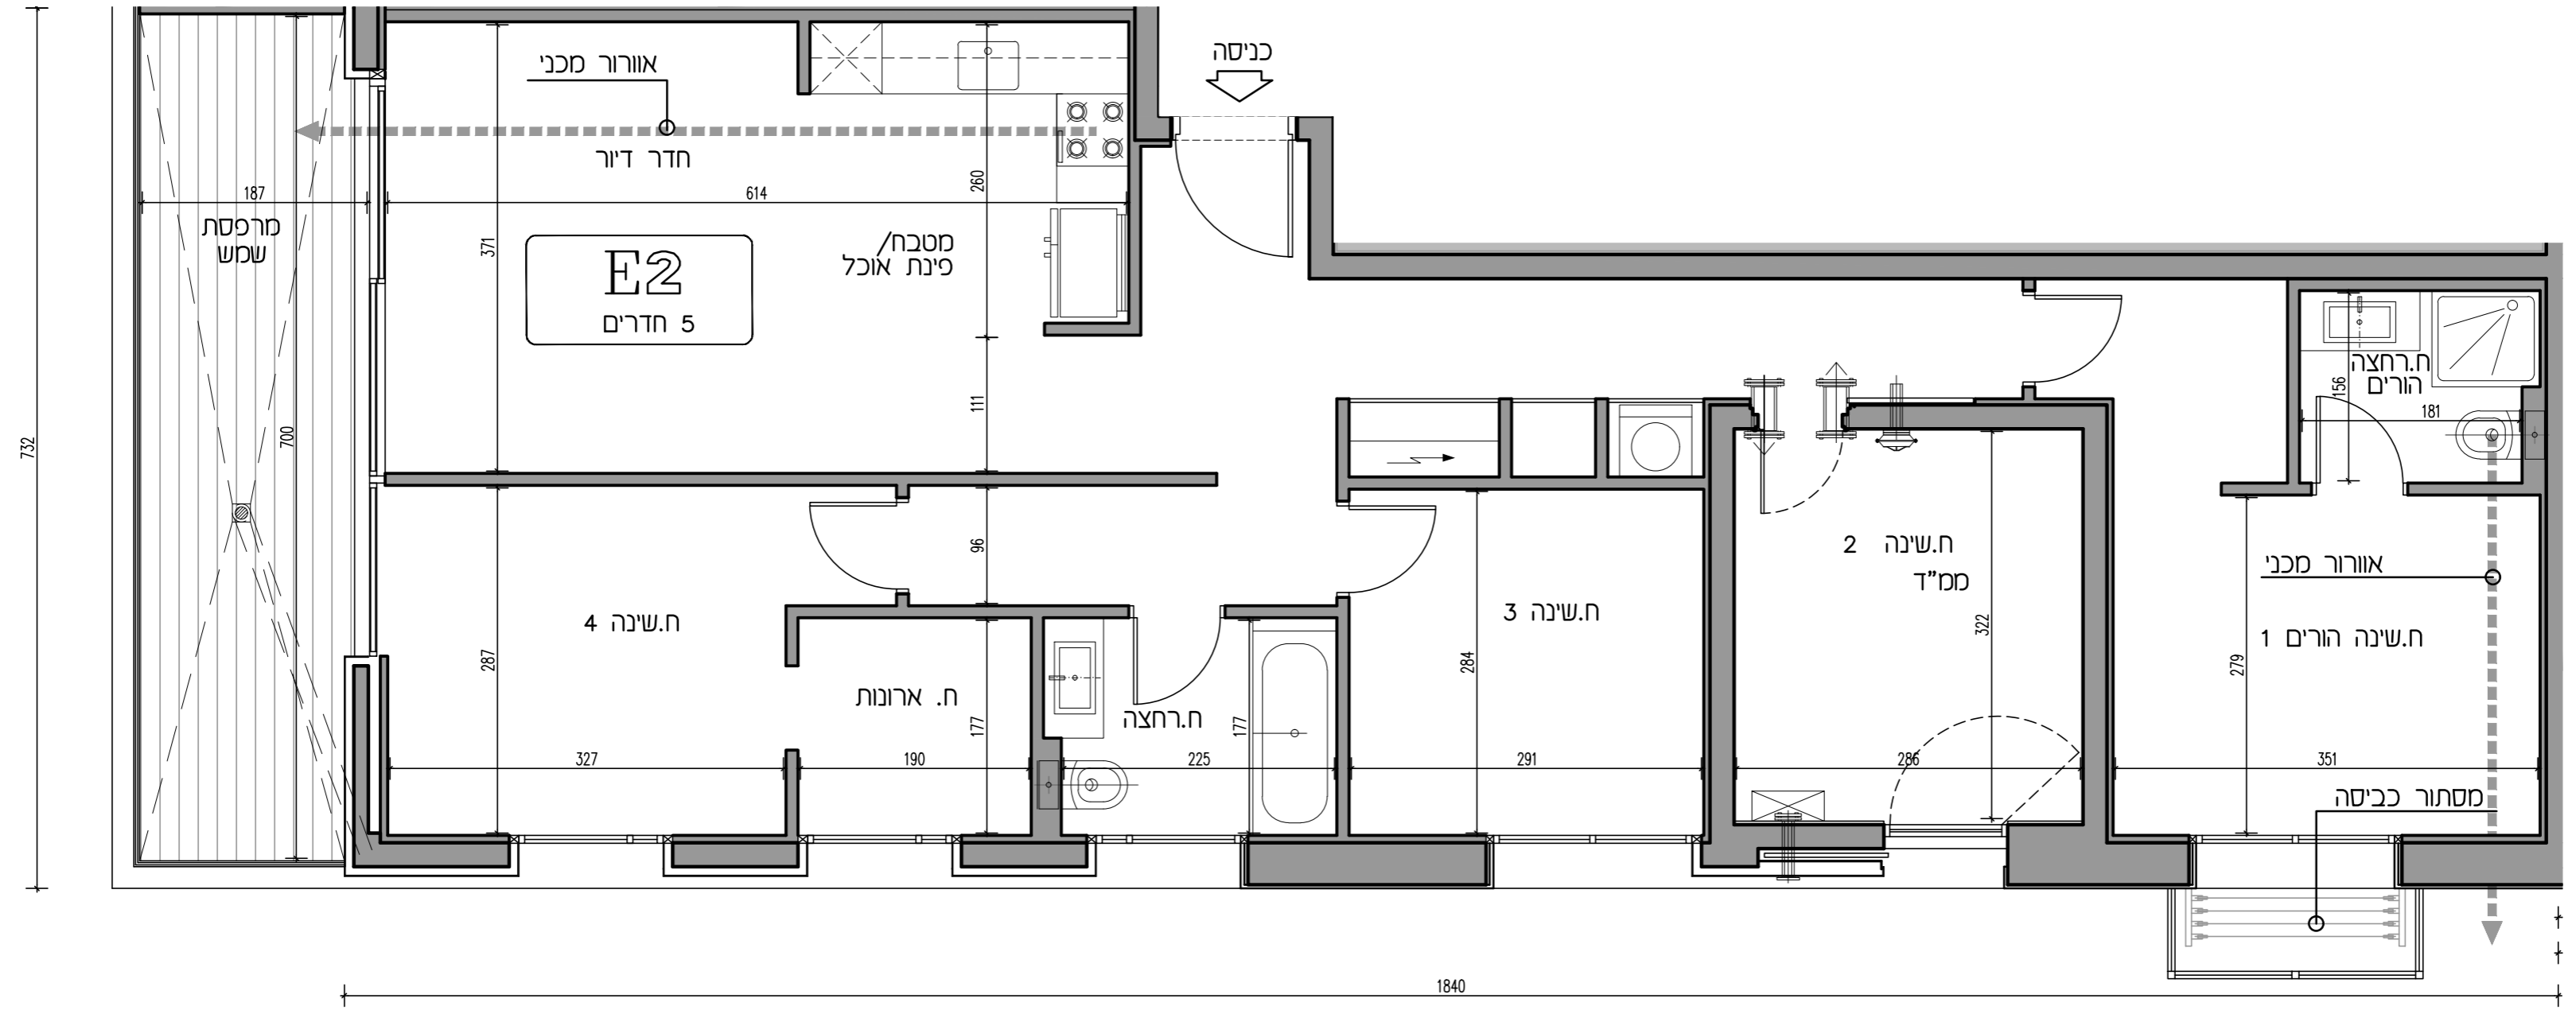 כניסה
אוורור מכני
חדר דיור
187
614
260
מרפסת
שמש
371
מטבח/
פינת אוכל
E2
5 חדרים
ח.רחצה
הורים
156
181
732
700
111
96
ח.שינה 2
ממ"ד
אוורור מכני
ח.שינה 4
ח.שינה 3
322
ח.שינה הורים 1
287
284
279
ח. ארונות
177
ח.רחצה
177
327
190
225
291
286
351
מסתור כביסה
1840